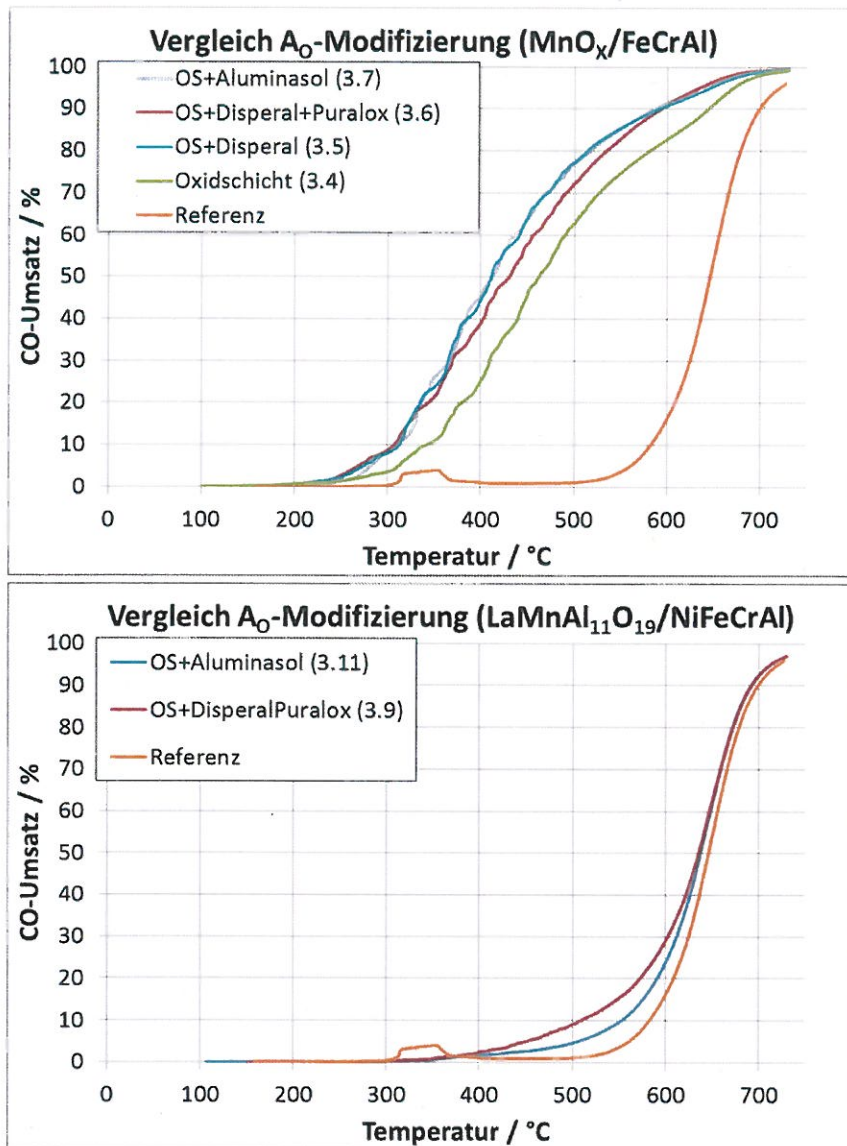 Vergleich AO-Modifizierung (MnOX/FeCrAl)
OS+Aluminasol (3.7)
OS+Disperal+Puralox (3.6)
OS+Disperal (3.5)
Oxidschicht (3.4)
Referenz
CO-Umsatz / %
100
90
80
70
60
50
40
30
20
10
0
0 100 200 300 400 500 600 700
Temperatur / °C
Vergleich AO-Modifizierung (LaMnAl11O19/NiFeCrAl)
OS+Aluminasol (3.11)
OS+DisperalPuralox (3.9)
Referenz
CO-Umsatz / %
100
90
80
70
60
50
40
30
20
10
0
0 100 200 300 400 500 600 700
Temperatur / °C